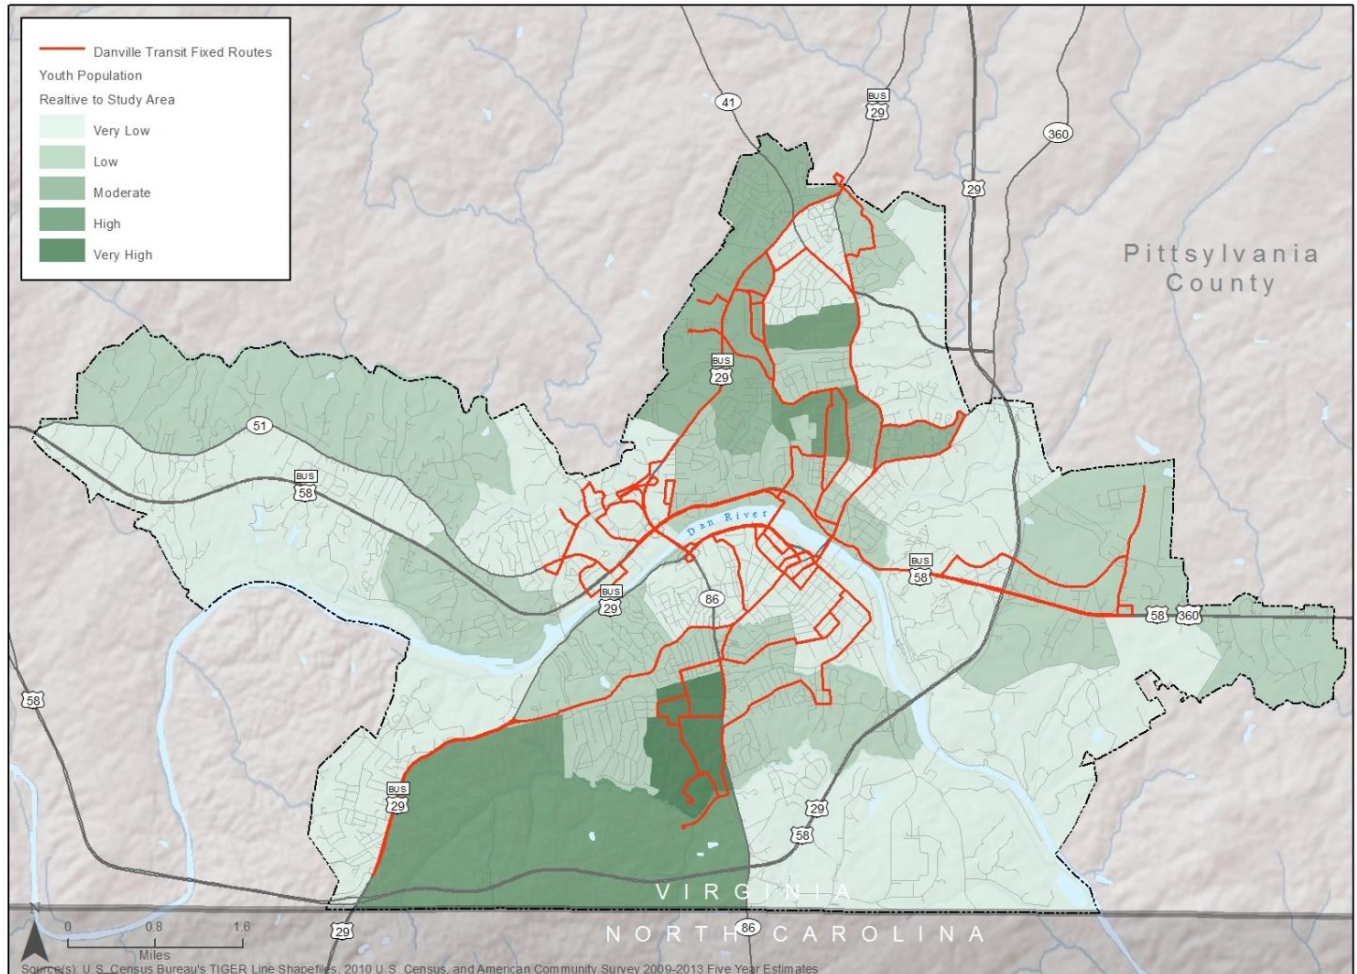 Danville Transit Fixed Routes
Youth Population
Realtive to Study Area
Very Low
Low
Moderate
High
Very High
41
BUS
29
360
29
Pittsylvania
County
BUS
29
51
BUS
58
Dan River
BUS
58
86
BUS
29
58
360
58
BUS
29
29
58
VIRGINIA
NORTH CAROLINA
86
29
N
0
0.8
1.6
Miles
Source(s): U.S. Census Bureau's TIGER Line Shapefiles, 2010 U.S. Census, and American Community Survey 2009-2013 Five Year Estimates